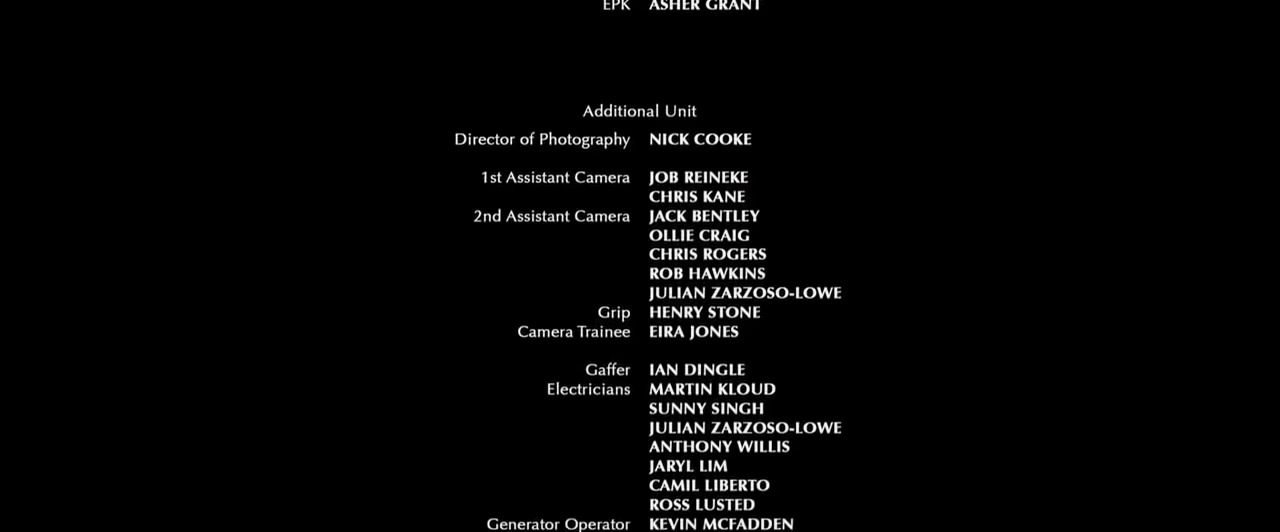 EPK ASHER GRANT
Additional Unit
Director of Photography NICK COOKE
1st Assistant Camera JOB REINEKE
CHRIS KANE
2nd Assistant Camera JACK BENTLEY
OLLIE CRAIG
CHRIS ROGERS
ROB HAWKINS
JULIAN ZARZOSO-LOWE
Grip HENRY STONE
Camera Trainee EIRA JONES
Gaffer IAN DINGLE
Electricians MARTIN KLOUD
SUNNY SINGH
JULIAN ZARZOSO-LOWE
ANTHONY WILLIS
JARYL LIM
CAMIL LIBERTO
ROSS LUSTED
Generator Operator KEVIN MCFADDEN